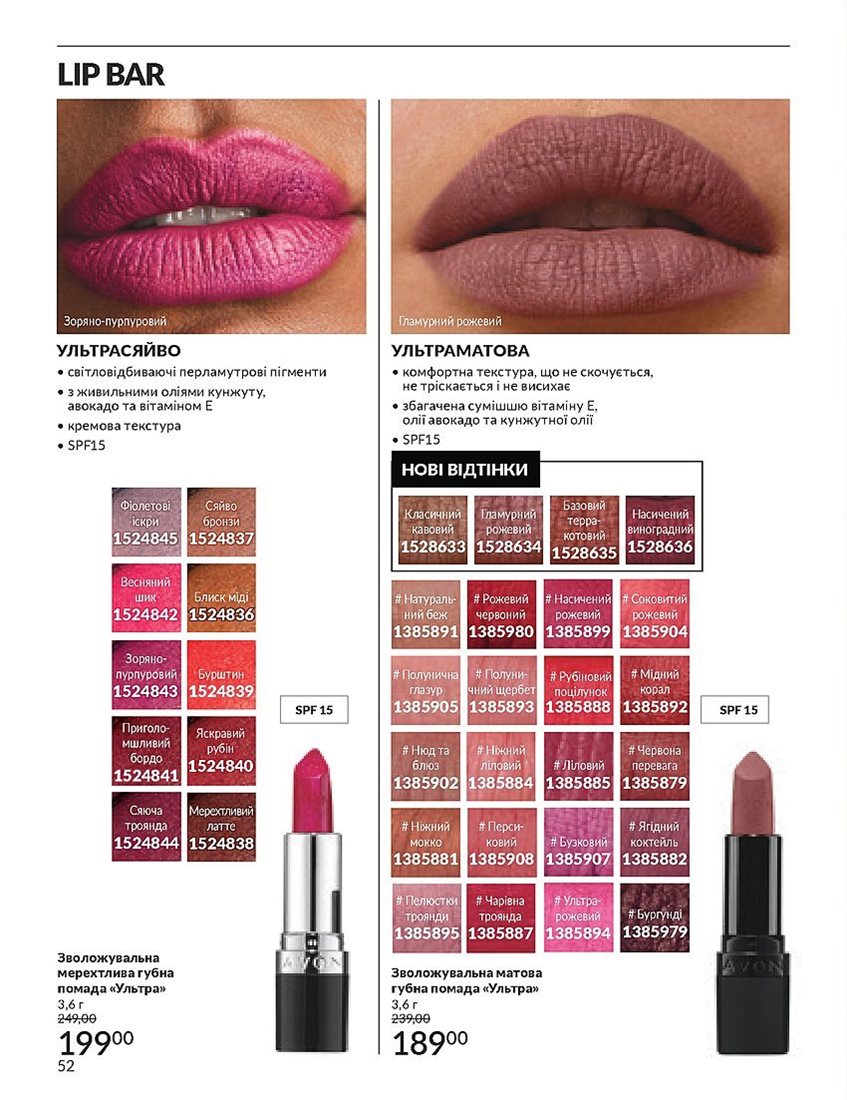 LIP BAR
Зоряно-пурпуровий
УЛЬТРАСЯЙВО
• світловідбиваючі перламутрові пігменти
• з живильними оліями кунжуту,
авокадо та вітаміном Е
• кремова текстура
• SPF15
Фіолетові
іскри
1524845
Сяйво
бронзи
1524837
Весняний
шик
1524842
Блиск міді
1524836
Зоряно-
пурпуровий
1524843
Бурштин
1524839
Приголо-
мшливий
бордо
1524841
Яскравий
рубін
1524840
Сяюча
троянда
1524844
Мерехтливий
латте
1524838
SPF 15
AVON
Зволожувальна
мерехтлива губна
помада «Ультра»
3,6 г
249,00
19900
Гламурний рожевий
УЛЬТРАМАТОВА
• комфортна текстура, що не скочується,
не тріскається і не висихає
• збагачена сумішшю вітаміну Е,
олії авокадо та кунжутної олії
• SPF15
НОВІ ВІДТІНКИ
Класичний
кавовий
1528633
Гламурний
рожевий
1528634
Базовий
терра-
котовий
1528635
Насичений
виноградний
1528636
# Натураль-
ний беж
1385891
# Рожевий
червоний
1385980
# Насичений
рожевий
1385899
# Соковитий
рожевий
1385904
# Полунична
глазур
1385905
# Полуни-
чний щербет
1385893
# Рубіновий
поцілунок
1385888
# Мідний
корал
1385892
# Нюд та
блюз
1385902
# Ніжний
ліловий
1385884
# Ліловий
1385885
# Червона
перевага
1385879
# Ніжний
мокко
1385881
# Перси-
ковий
1385908
# Бузковий
1385907
# Ягідний
коктейль
1385882
# Пелюстки
троянди
1385895
# Чарівна
троянда
1385887
# Ультра-
рожевий
1385894
# Бургунді
1385979
SPF 15
AVON
Зволожувальна матова
губна помада «Ультра»
3,6 г
239,00
18900
52